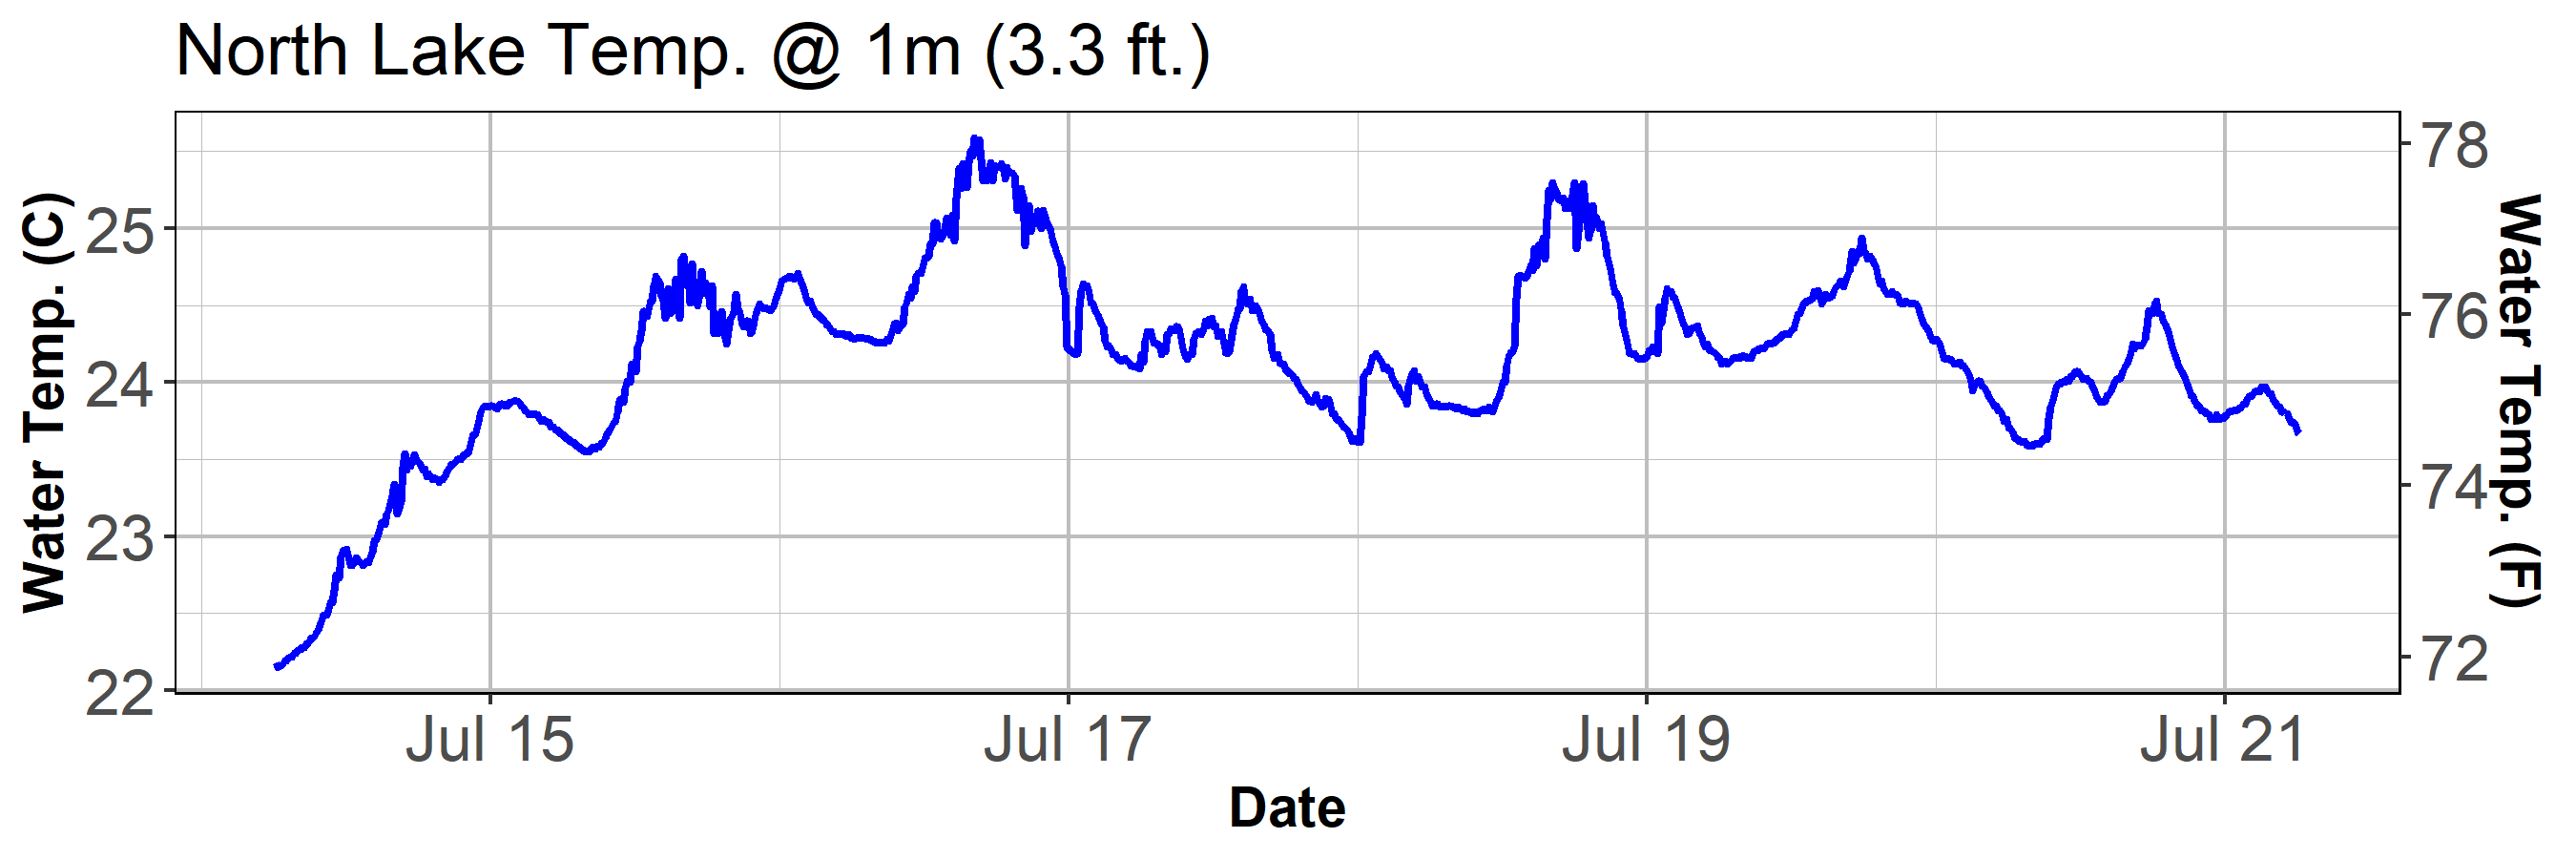 North Lake Temp. @ 1m (3.3 ft.)
Water Temp. (C)
25
24
23
22
78
76
74
72
Water Temp. (F)
Jul 15
Jul 17
Jul 19
Jul 21
Date